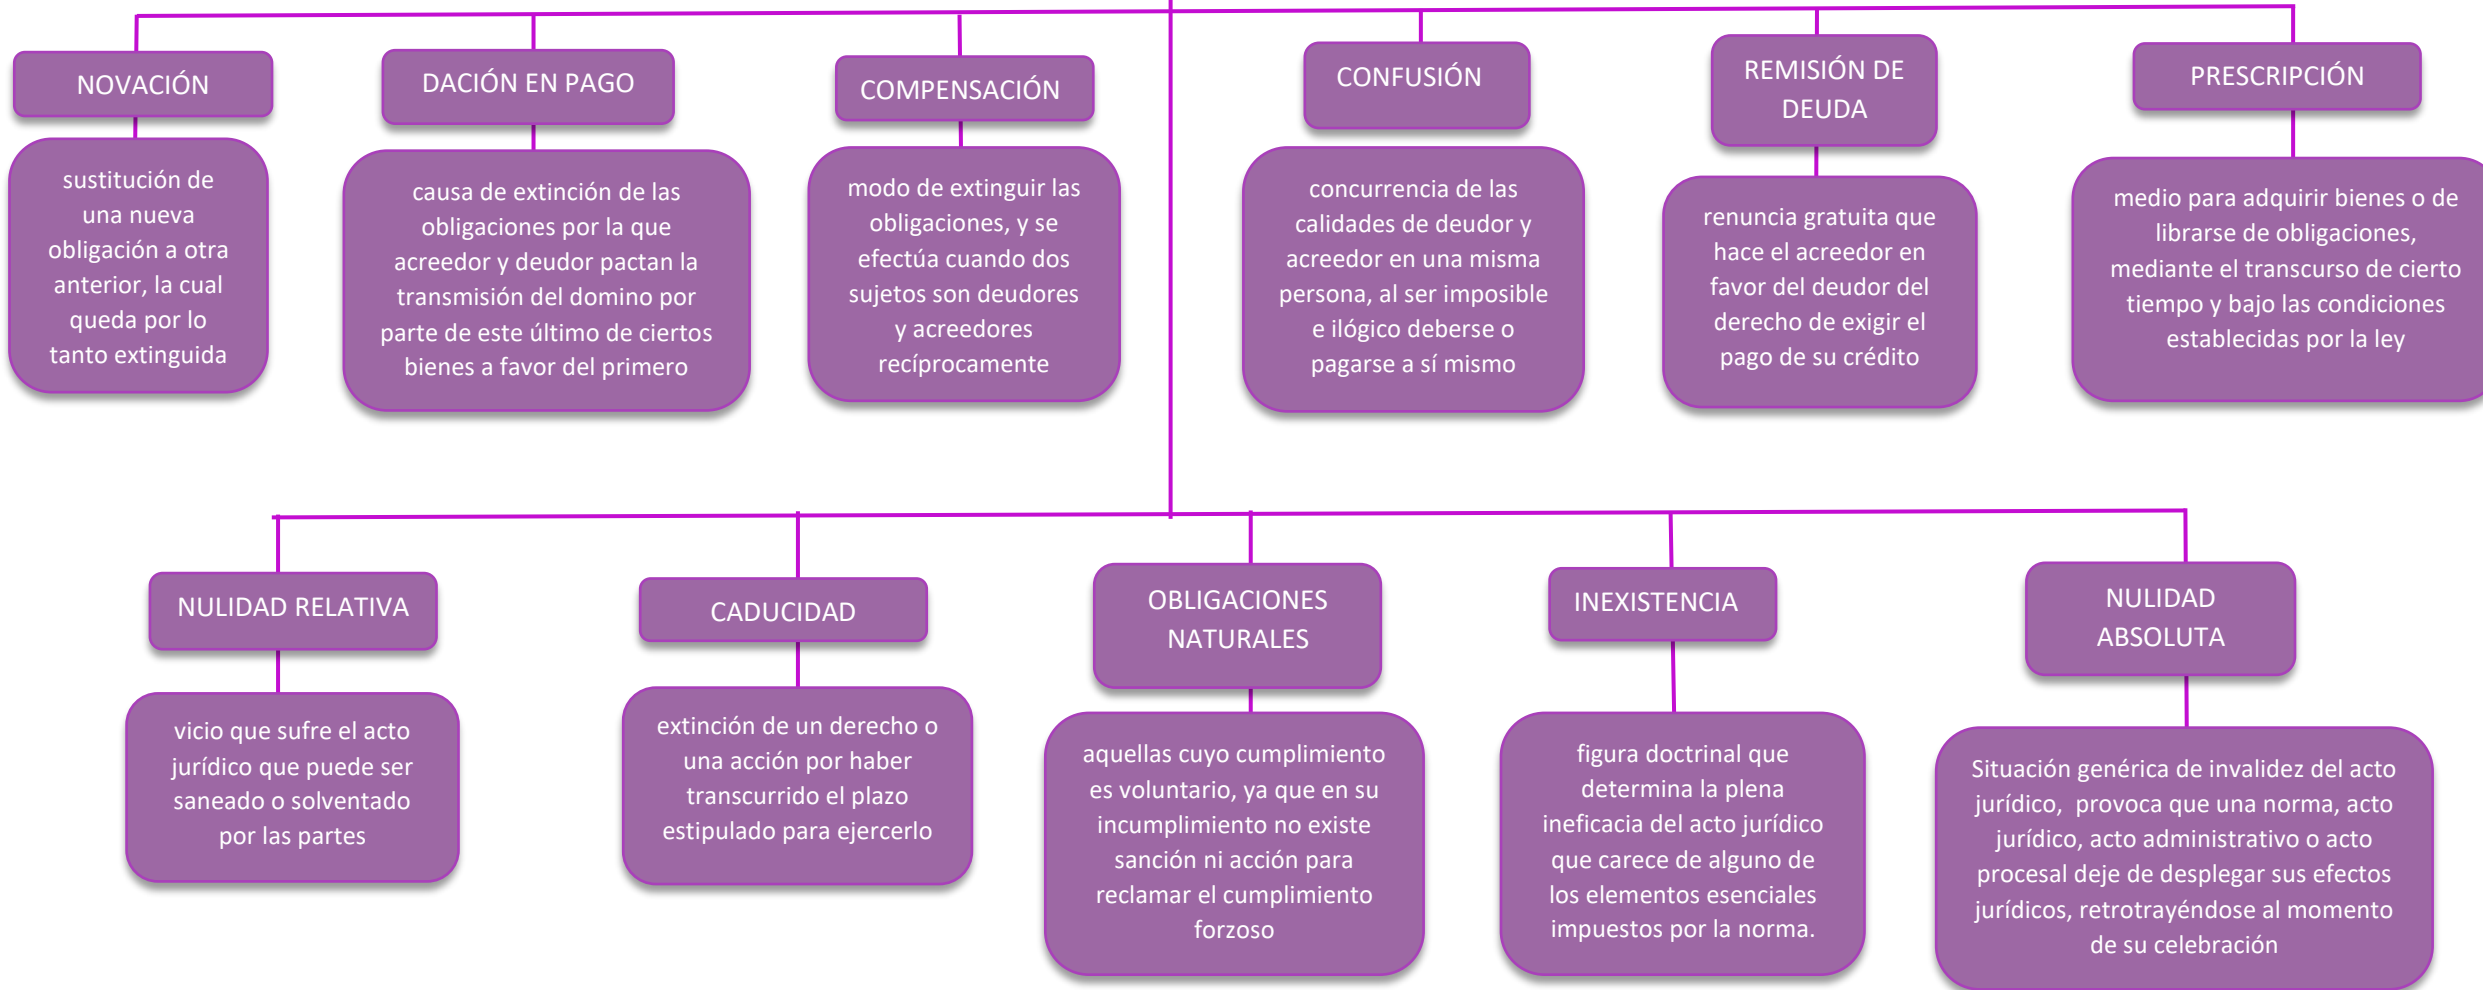 NOVACIÓN
sustitución de
una nueva
obligación a otra
anterior, la cual
queda por lo
tanto extinguida
DACIÓN EN PAGO
causa de extinción de las
obligaciones por la que
acreedor y deudor pactan la
transmisión del domino por
parte de este último de ciertos
bienes a favor del primero
COMPENSACIÓN
modo de extinguir las
obligaciones, y se
efectúa cuando dos
sujetos son deudores
y acreedores
recíprocamente
CONFUSIÓN
concurrencia de las
calidades de deudor y
acreedor en una misma
persona, al ser imposible
e ilógico deberse o
pagarse a sí mismo
REMISIÓN DE
DEUDA
renuncia gratuita que
hace el acreedor en
favor del deudor del
derecho de exigir el
pago de su crédito
PRESCRIPCIÓN
medio para adquirir bienes o de
librarse de obligaciones,
mediante el transcurso de cierto
tiempo y bajo las condiciones
establecidas por la ley
NULIDAD RELATIVA
vicio que sufre el acto
jurídico que puede ser
saneado o solventado
por las partes
CADUCIDAD
extinción de un derecho o
una acción por haber
transcurrido el plazo
estipulado para ejercerlo
OBLIGACIONES
NATURALES
aquellas cuyo cumplimiento
es voluntario, ya que en su
incumplimiento no existe
sanción ni acción para
reclamar el cumplimiento
forzoso
INEXISTENCIA
figura doctrinal que
determina la plena
ineficacia del acto jurídico
que carece de alguno de
los elementos esenciales
impuestos por la norma.
NULIDAD
ABSOLUTA
Situación genérica de invalidez del acto
jurídico, provoca que una norma, acto
jurídico, acto administrativo o acto
procesal deje de desplegar sus efectos
jurídicos, retrotrayéndose al momento
de su celebración